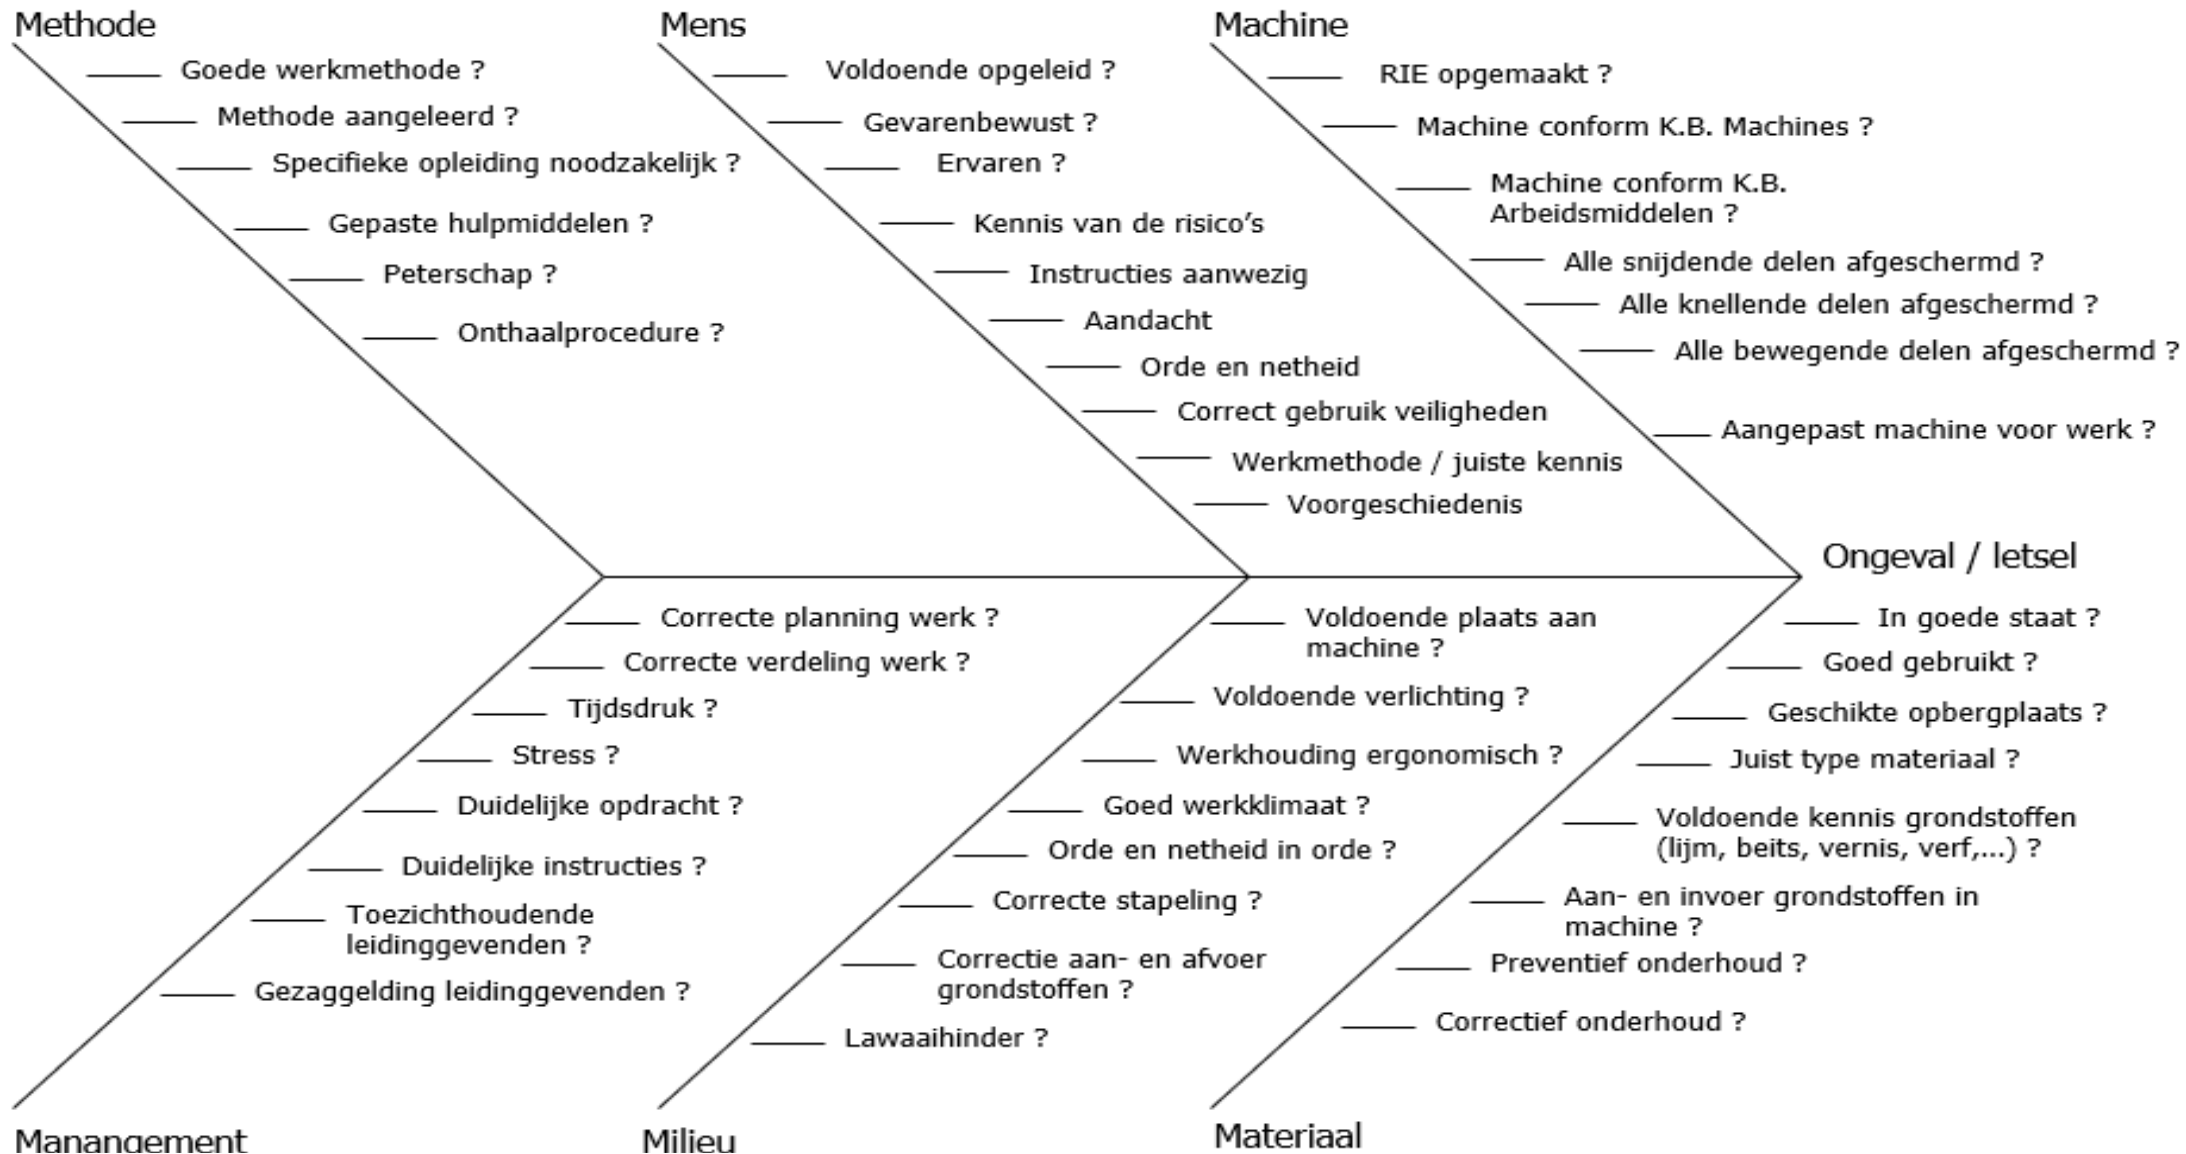 Methode
Goede werkmethode ?
Methode aangeleerd ?
Specifieke opleiding noodzakelijk ?
Gepaste hulpmiddelen ?
Peterschap ?
Onthaalprocedure ?
Mens
Voldoende opgeleid ?
Gevarenbewust ?
Ervaren ?
Kennis van de risico's
Instructies aanwezig
Aandacht
Orde en netheid
Correct gebruik veiligheden
Werkmethode / juiste kennis
Voorgeschiedenis
Machine
RIE opgemaakt ?
Machine conform K.B. Machines ?
Machine conform K.B.
Arbeidsmiddelen ?
Alle snijdende delen afgeschermd ?
Alle knellende delen afgeschermd ?
Alle bewegende delen afgeschermd ?
Aangepast machine voor werk ?
Ongeval / letsel
Correcte planning werk ?
Correcte verdeling werk ?
Tijdsdruk ?
Stress ?
Duidelijke opdracht ?
Duidelijke instructies ?
Toezichthoudende
leidinggevenden ?
Gezaggelding leidinggevenden ?
Manangement
Voldoende plaats aan
machine ?
Voldoende verlichting ?
Werkhouding ergonomisch ?
Goed werkklimaat ?
Orde en netheid in orde ?
Correcte stapeling ?
Correctie aan- en afvoer
grondstoffen ?
Lawaaihinder ?
Milieu
In goede staat ?
Goed gebruikt ?
Geschikte opbergplaats ?
Juist type materiaal ?
Voldoende kennis grondstoffen
(lijm, beits, vernis, verf,...) ?
Aan- en invoer grondstoffen in
machine ?
Preventief onderhoud ?
Correctief onderhoud ?
Materiaal